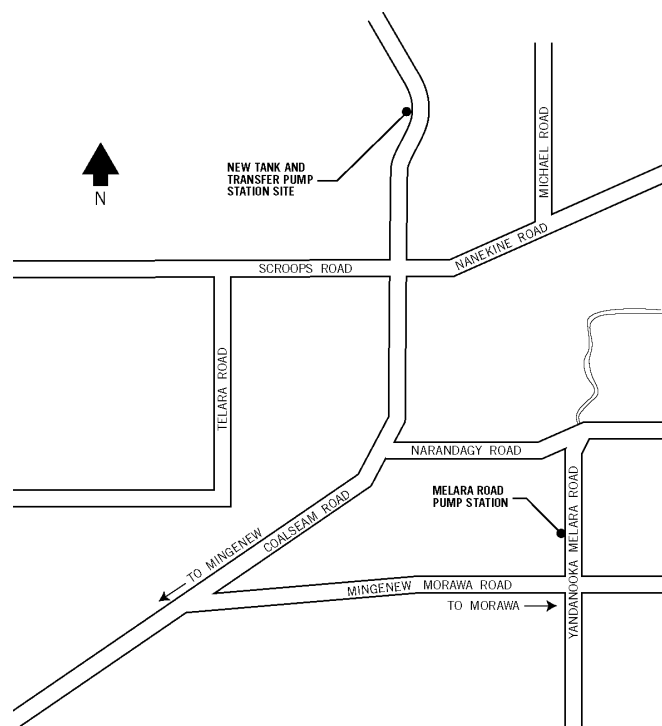 MICHAEL ROAD
NEW TANK AND
TRANSFER PUMP
STATION SITE
N
NANEKINE ROAD
SCROOPS ROAD
TELARA ROAD
NARANDAGY ROAD
MELARA ROAD
PUMP STATION
YANDANOOKA MELARA ROAD
COALSEAM ROAD
TO MINGENEW
MINGENEW MORAWA ROAD
TO MORAWA